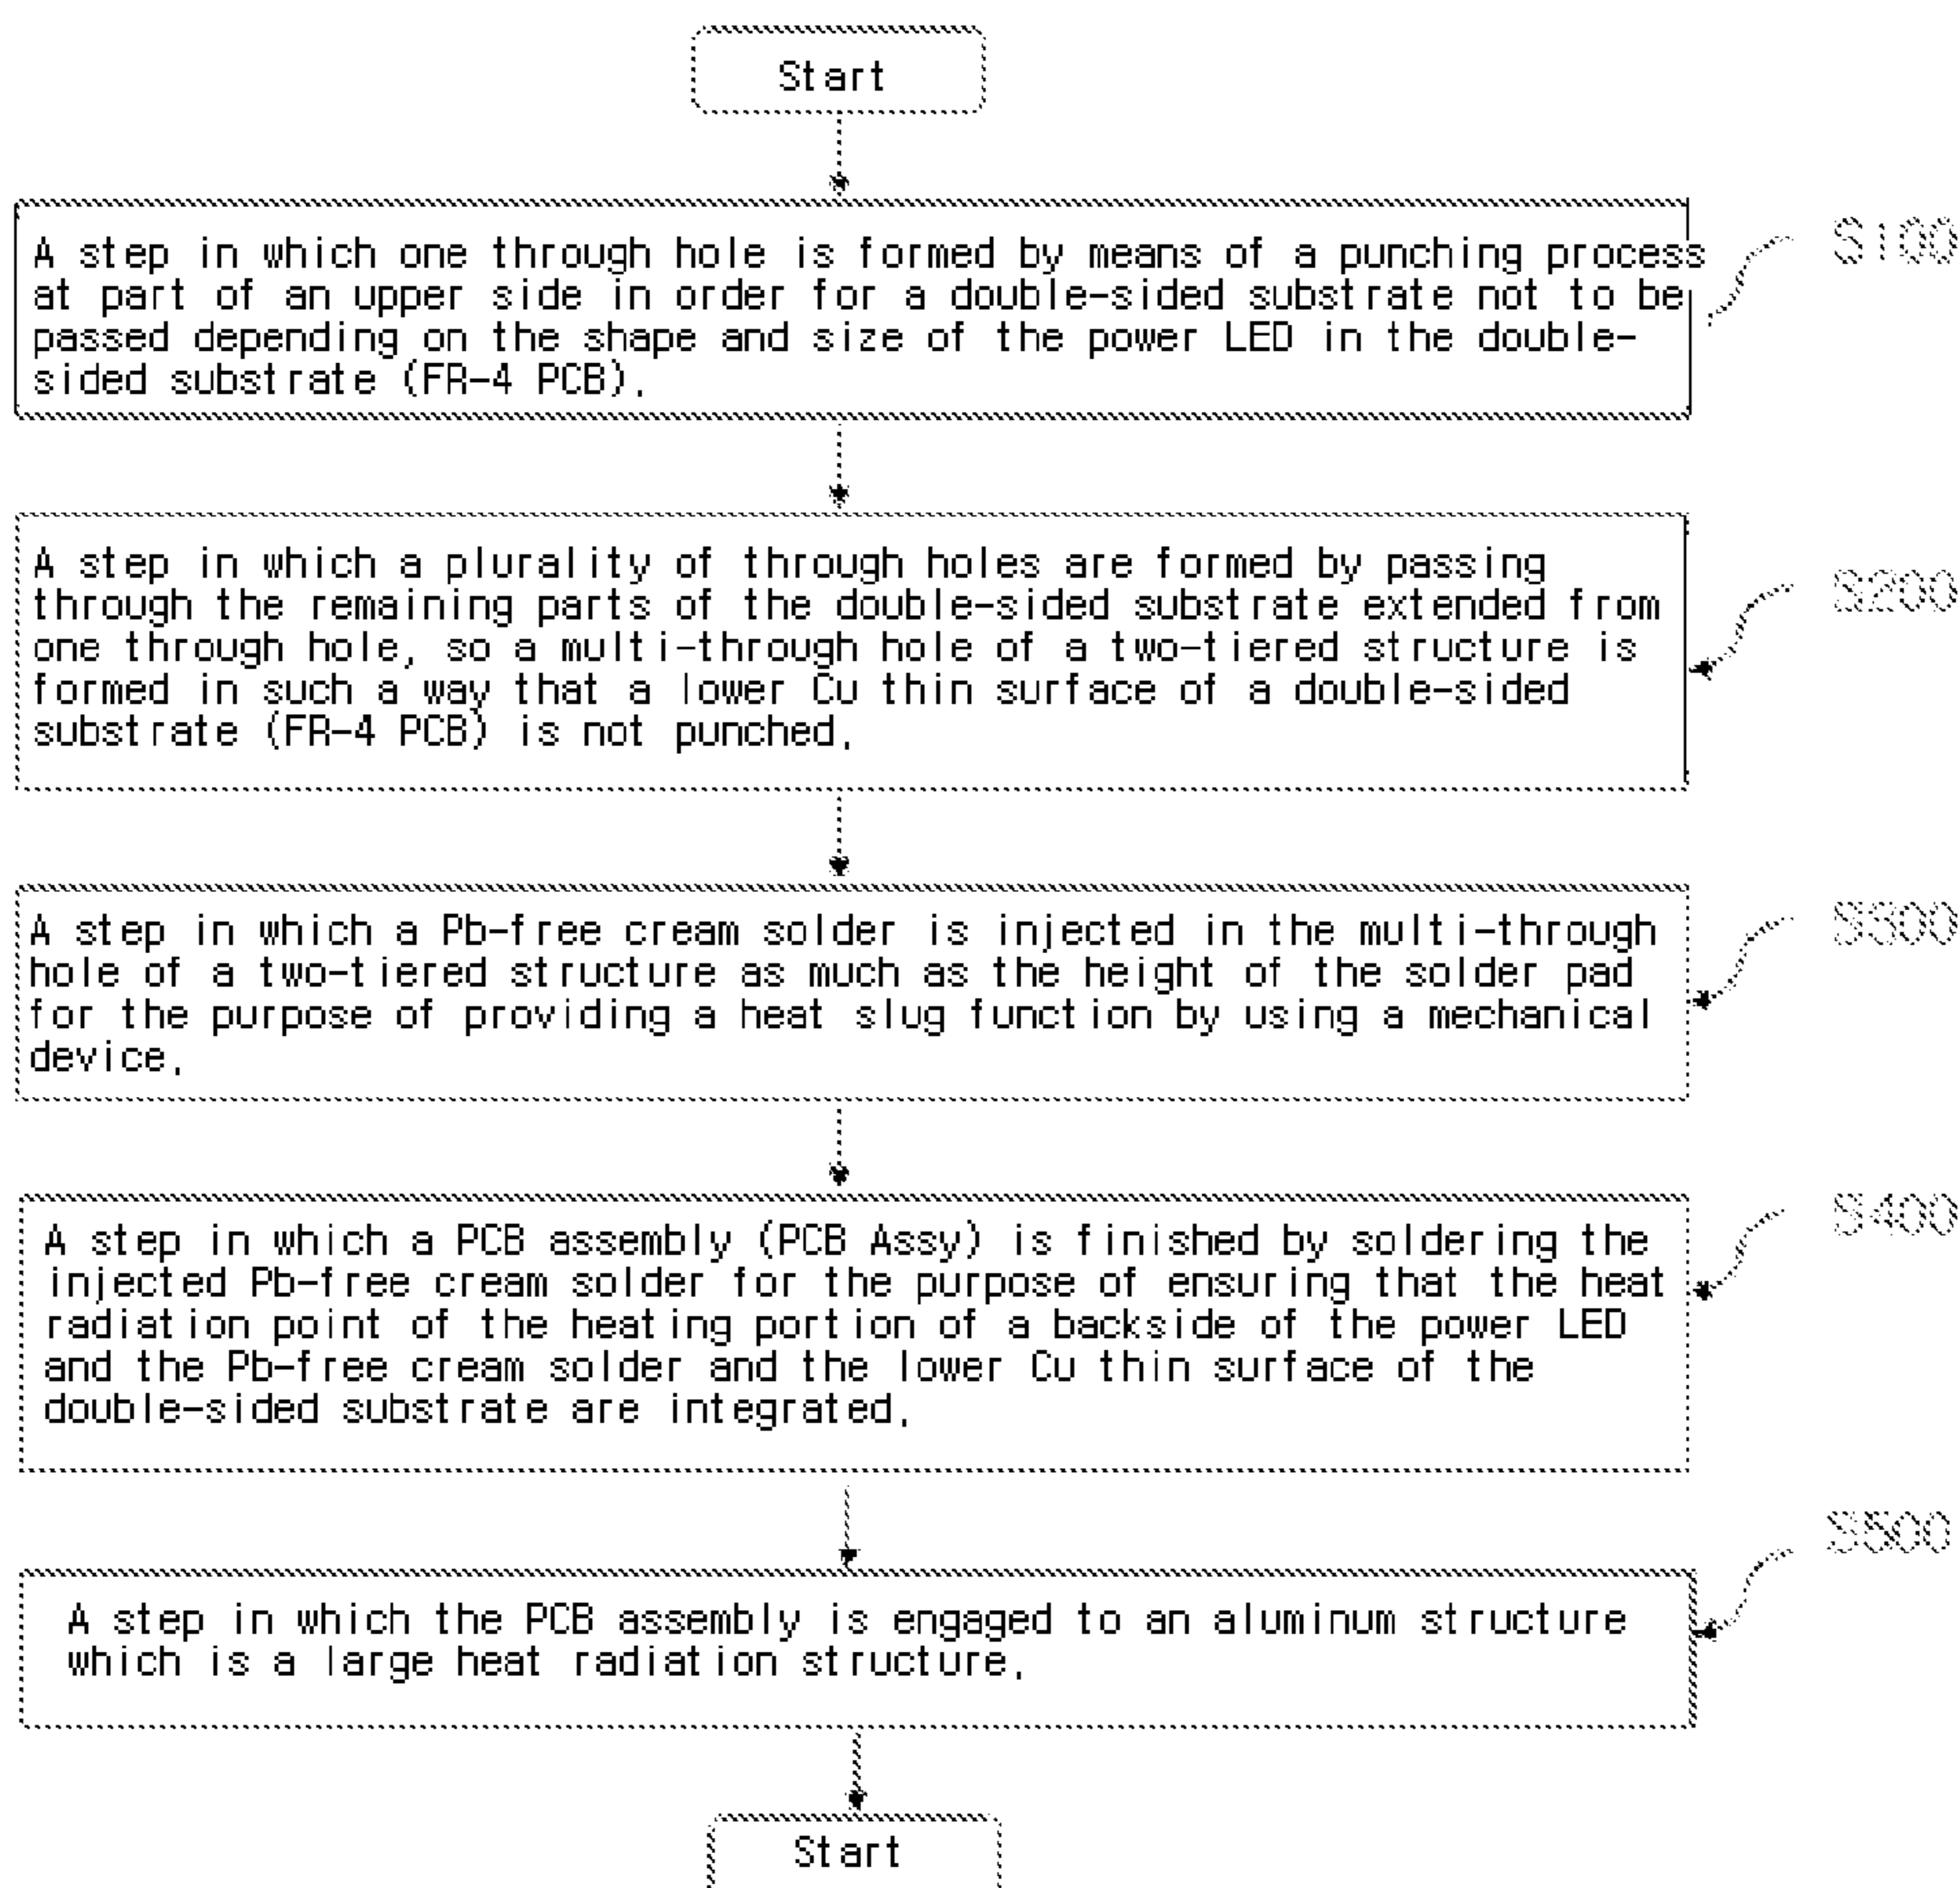 Start
A step in which one through hole is formed by means of a punching process
at part of an upper side in order for a double-sided substrate not to be
passed depending on the shape and size of the power LED in the double-
sided substrate (FR-4 PCB).
S100
A step in which a plurality of through holes are formed by passing
through the remaining parts of the double-sided substrate extended from
one through hole, so a multi-through hole of a two-tiered structure is
formed in such a way that a lower Cu thin surface of a double-sided
substrate (FR-4 PCB) is not punched.
S200
A step in which a Pb-free cream solder is injected in the multi-through
hole of a two-tiered structure as much as the height of the solder pad
for the purpose of providing a heat slug function by using a mechanical
device.
S300
A step in which a PCB assembly (PCB Assy) is finished by soldering the
injected Pb-free cream solder for the purpose of ensuring that the heat
radiation point of the heating portion of a backside of the power LED
and the Pb-free cream solder and the lower Cu thin surface of the
double-sided substrate are integrated.
S400
A step in which the PCB assembly is engaged to an aluminum structure
which is a large heat radiation structure.
S500
Start